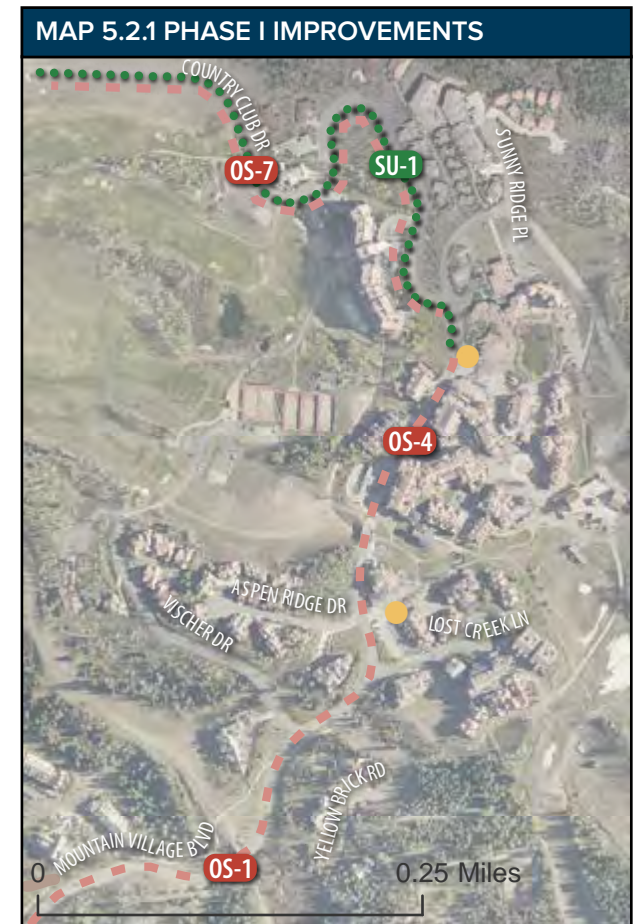 MAP 5.2.1 PHASE I IMPROVEMENTS
COUNTRY CLUB DR
OS-7
SU-1
SUNNY RIDGE PL
OS-4
ASPEN RIDGE DR
LOST CREEK LN
VISCHER DR
YELLOW BRICK RD
MOUNTAIN VILLAGE BLVD
OS-1
0
0.25 Miles